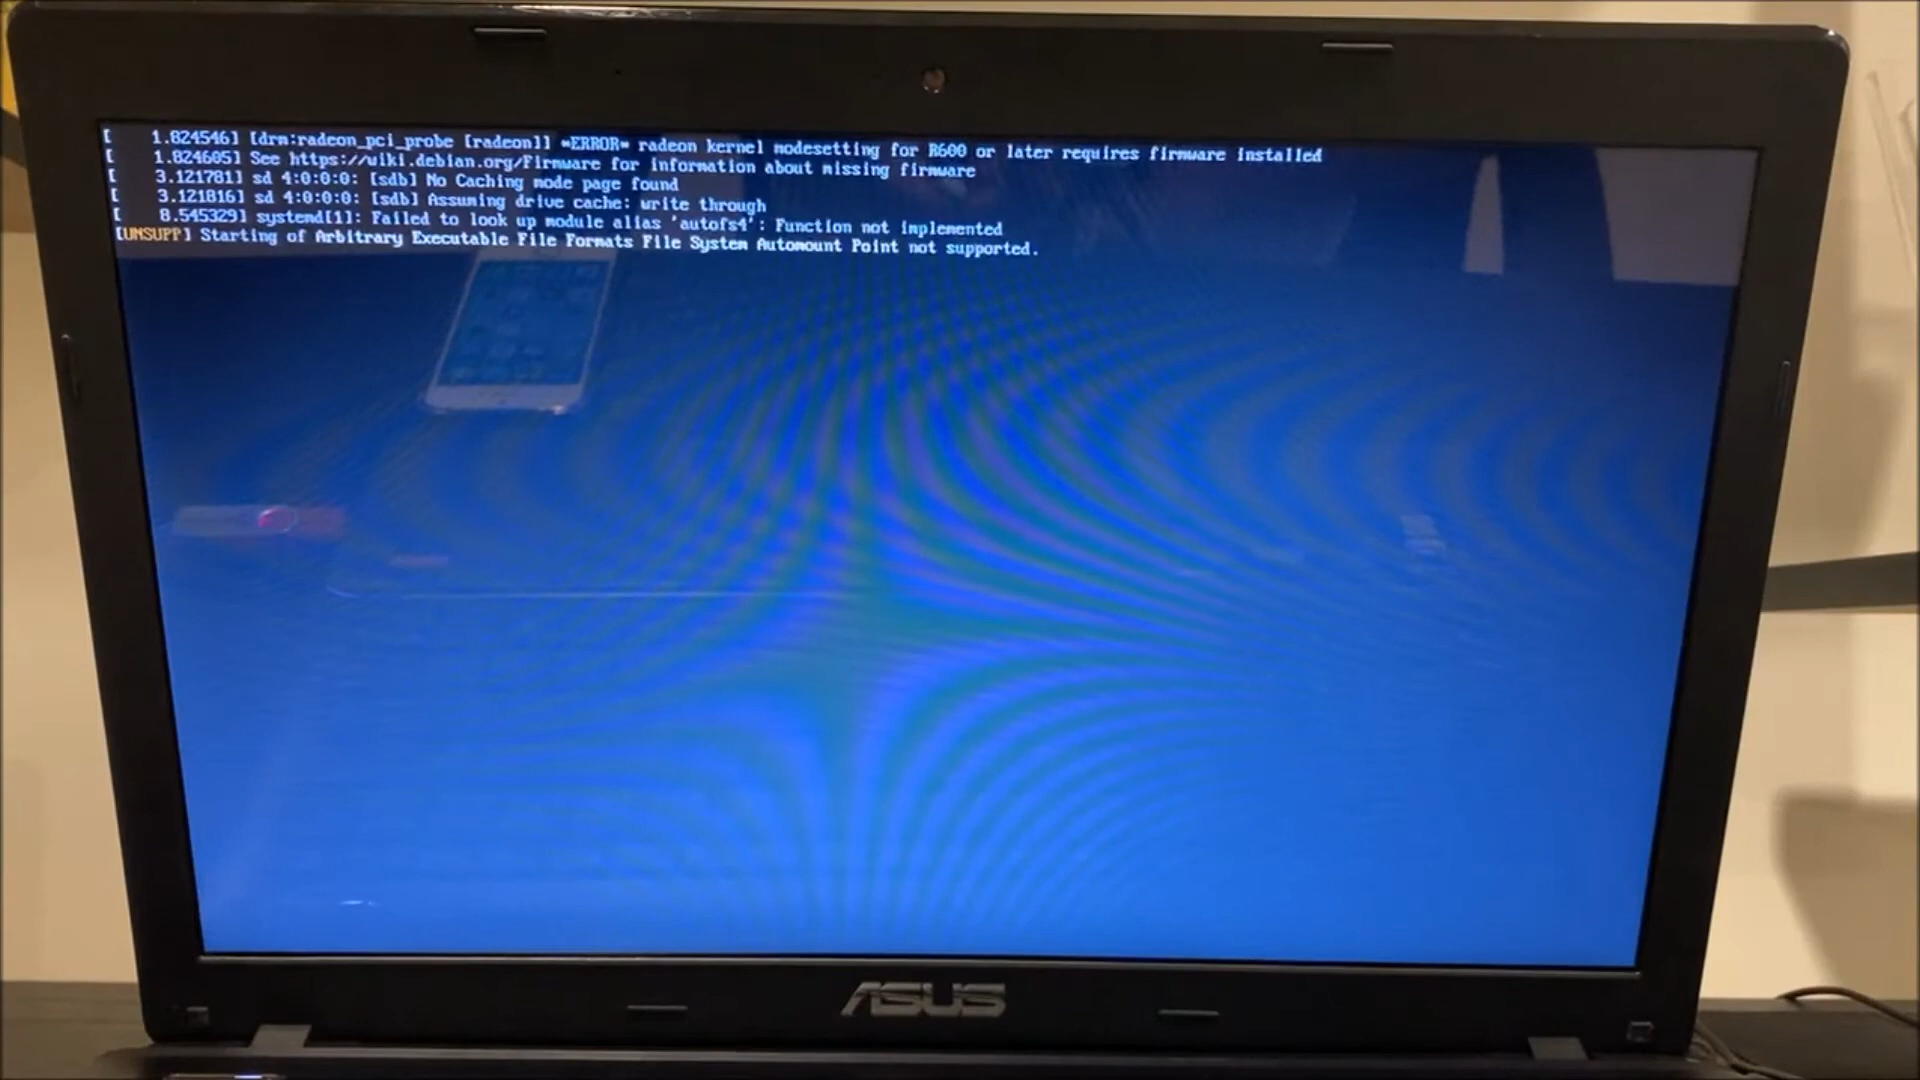 [    1.824546] [drm:radeon_pci_probe [radeon]] *ERROR* radeon kernel modesetting for R600 or later requires firmware installed
[    1.824605] See https://wiki.debian.org/Firmware for information about missing firmware
[    3.121781] sd 4:0:0:0: [sdb] No Caching mode page found
[    3.121816] sd 4:0:0:0: [sdb] Assuming drive cache: write through
[    8.545329] systemd[1]: Failed to look up module alias 'autofs4': Function not implemented
[UNSUPP] Starting of Arbitrary Executable File Formats File System Automount Point not supported.
ASUS